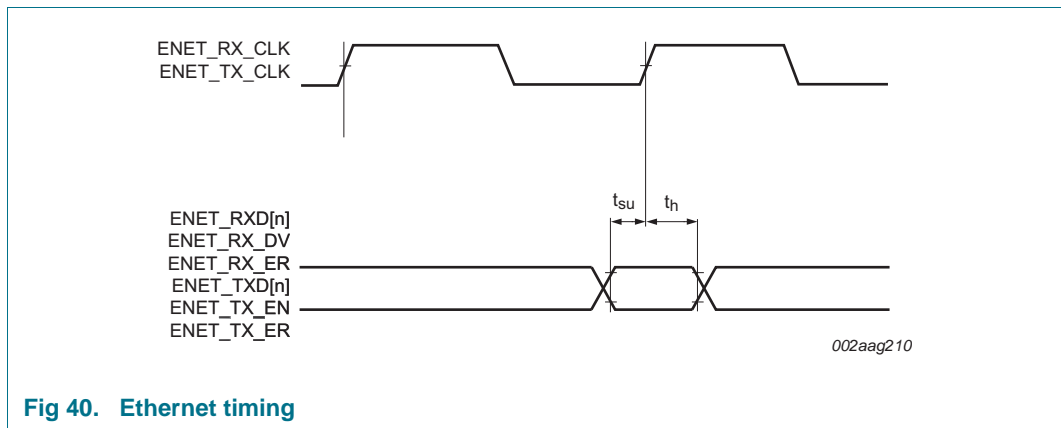 ENET_RX_CLK
ENET_TX_CLK
tsu th
ENET_RXD[n]
ENET_RX_DV
ENET_RX_ER
ENET_TXD[n]
ENET_TX_EN
ENET_TX_ER
002aag210
Fig 40. Ethernet timing